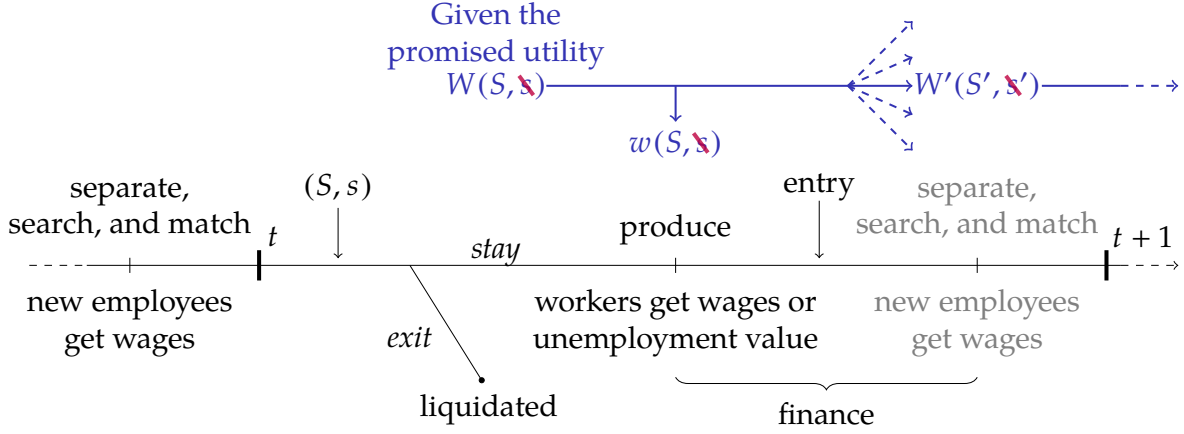 Given the
promised utility
W(S, s)
W′(S′, s′)
w(S, s)
separate,
search, and match
t
(S, s)
stay
produce
entry
separate,
search, and match
t + 1
new employees
get wages
exit
liquidated
workers get wages or
unemployment value
new employees
get wages
finance